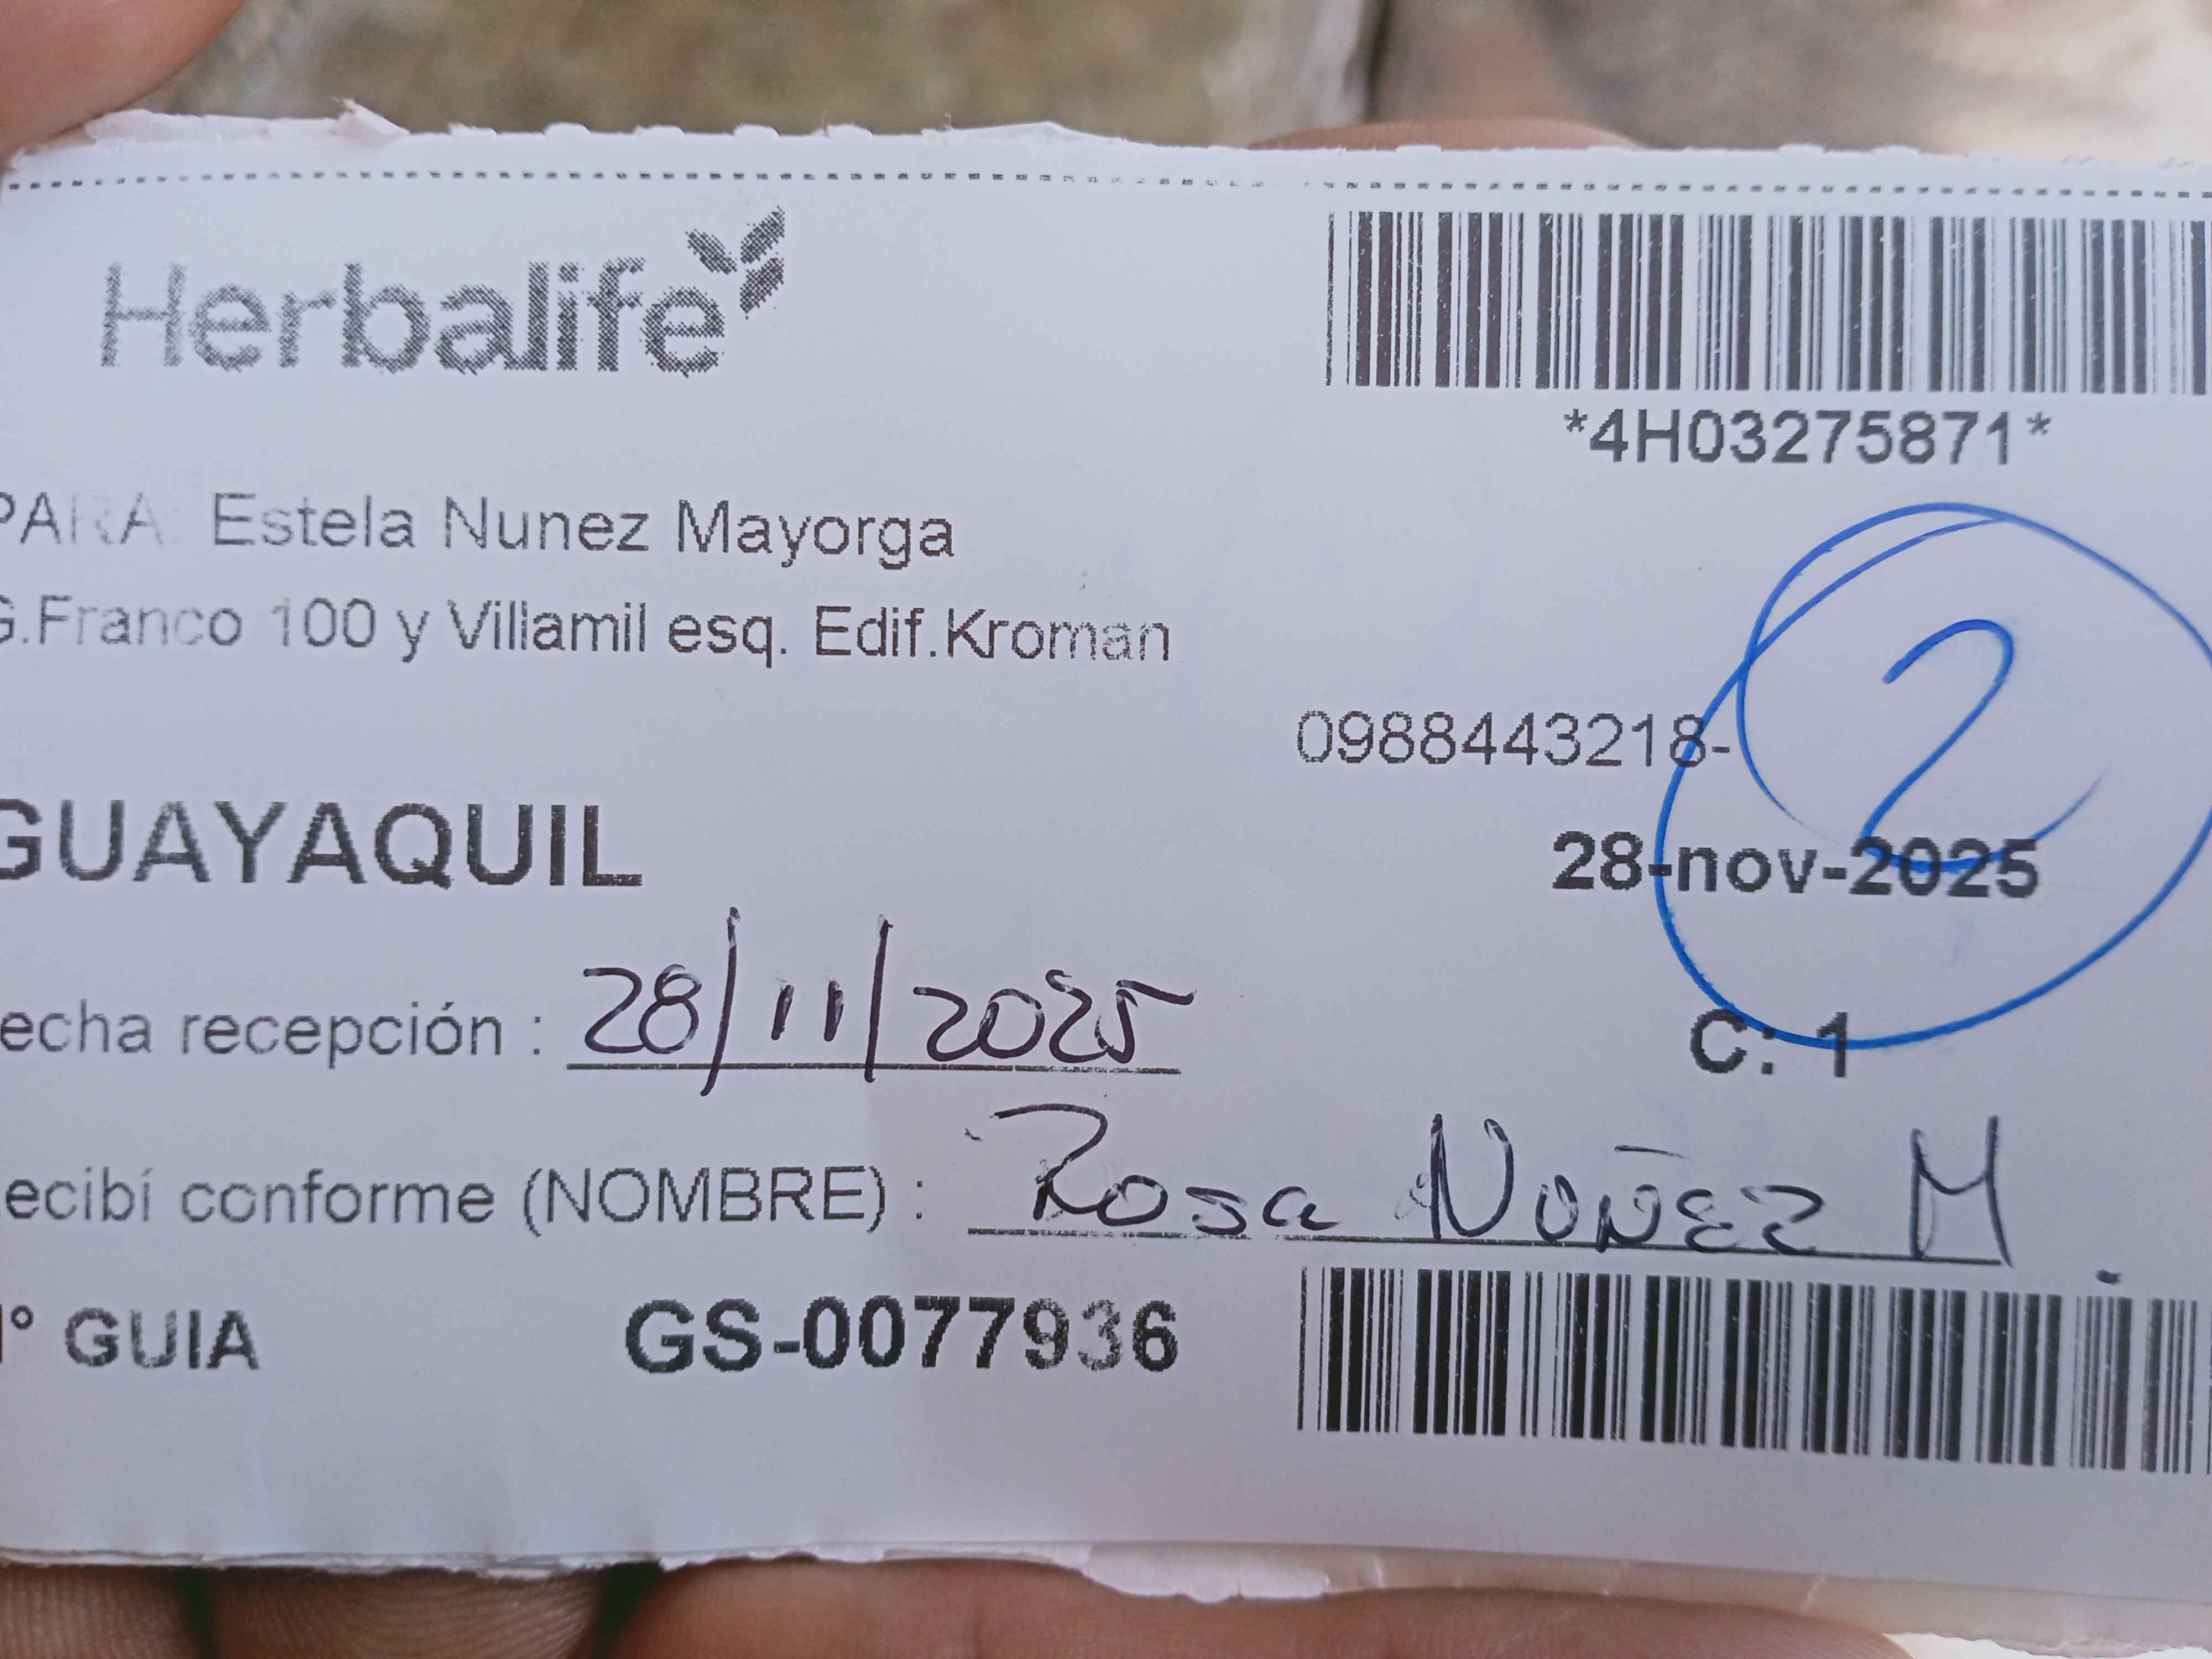 Herbalife
*4H03275871*
PARA Estela Nunez Mayorga
G.Franco 100 y Villamil esq. Edif.Kroman
0988443218-
2
GUAYAQUIL
28-nov-2025
echa recepción : 28/11/2025
C: 1
ecibí conforme (NOMBRE) : Rosa Nuñez M.
° GUIA GS-0077936